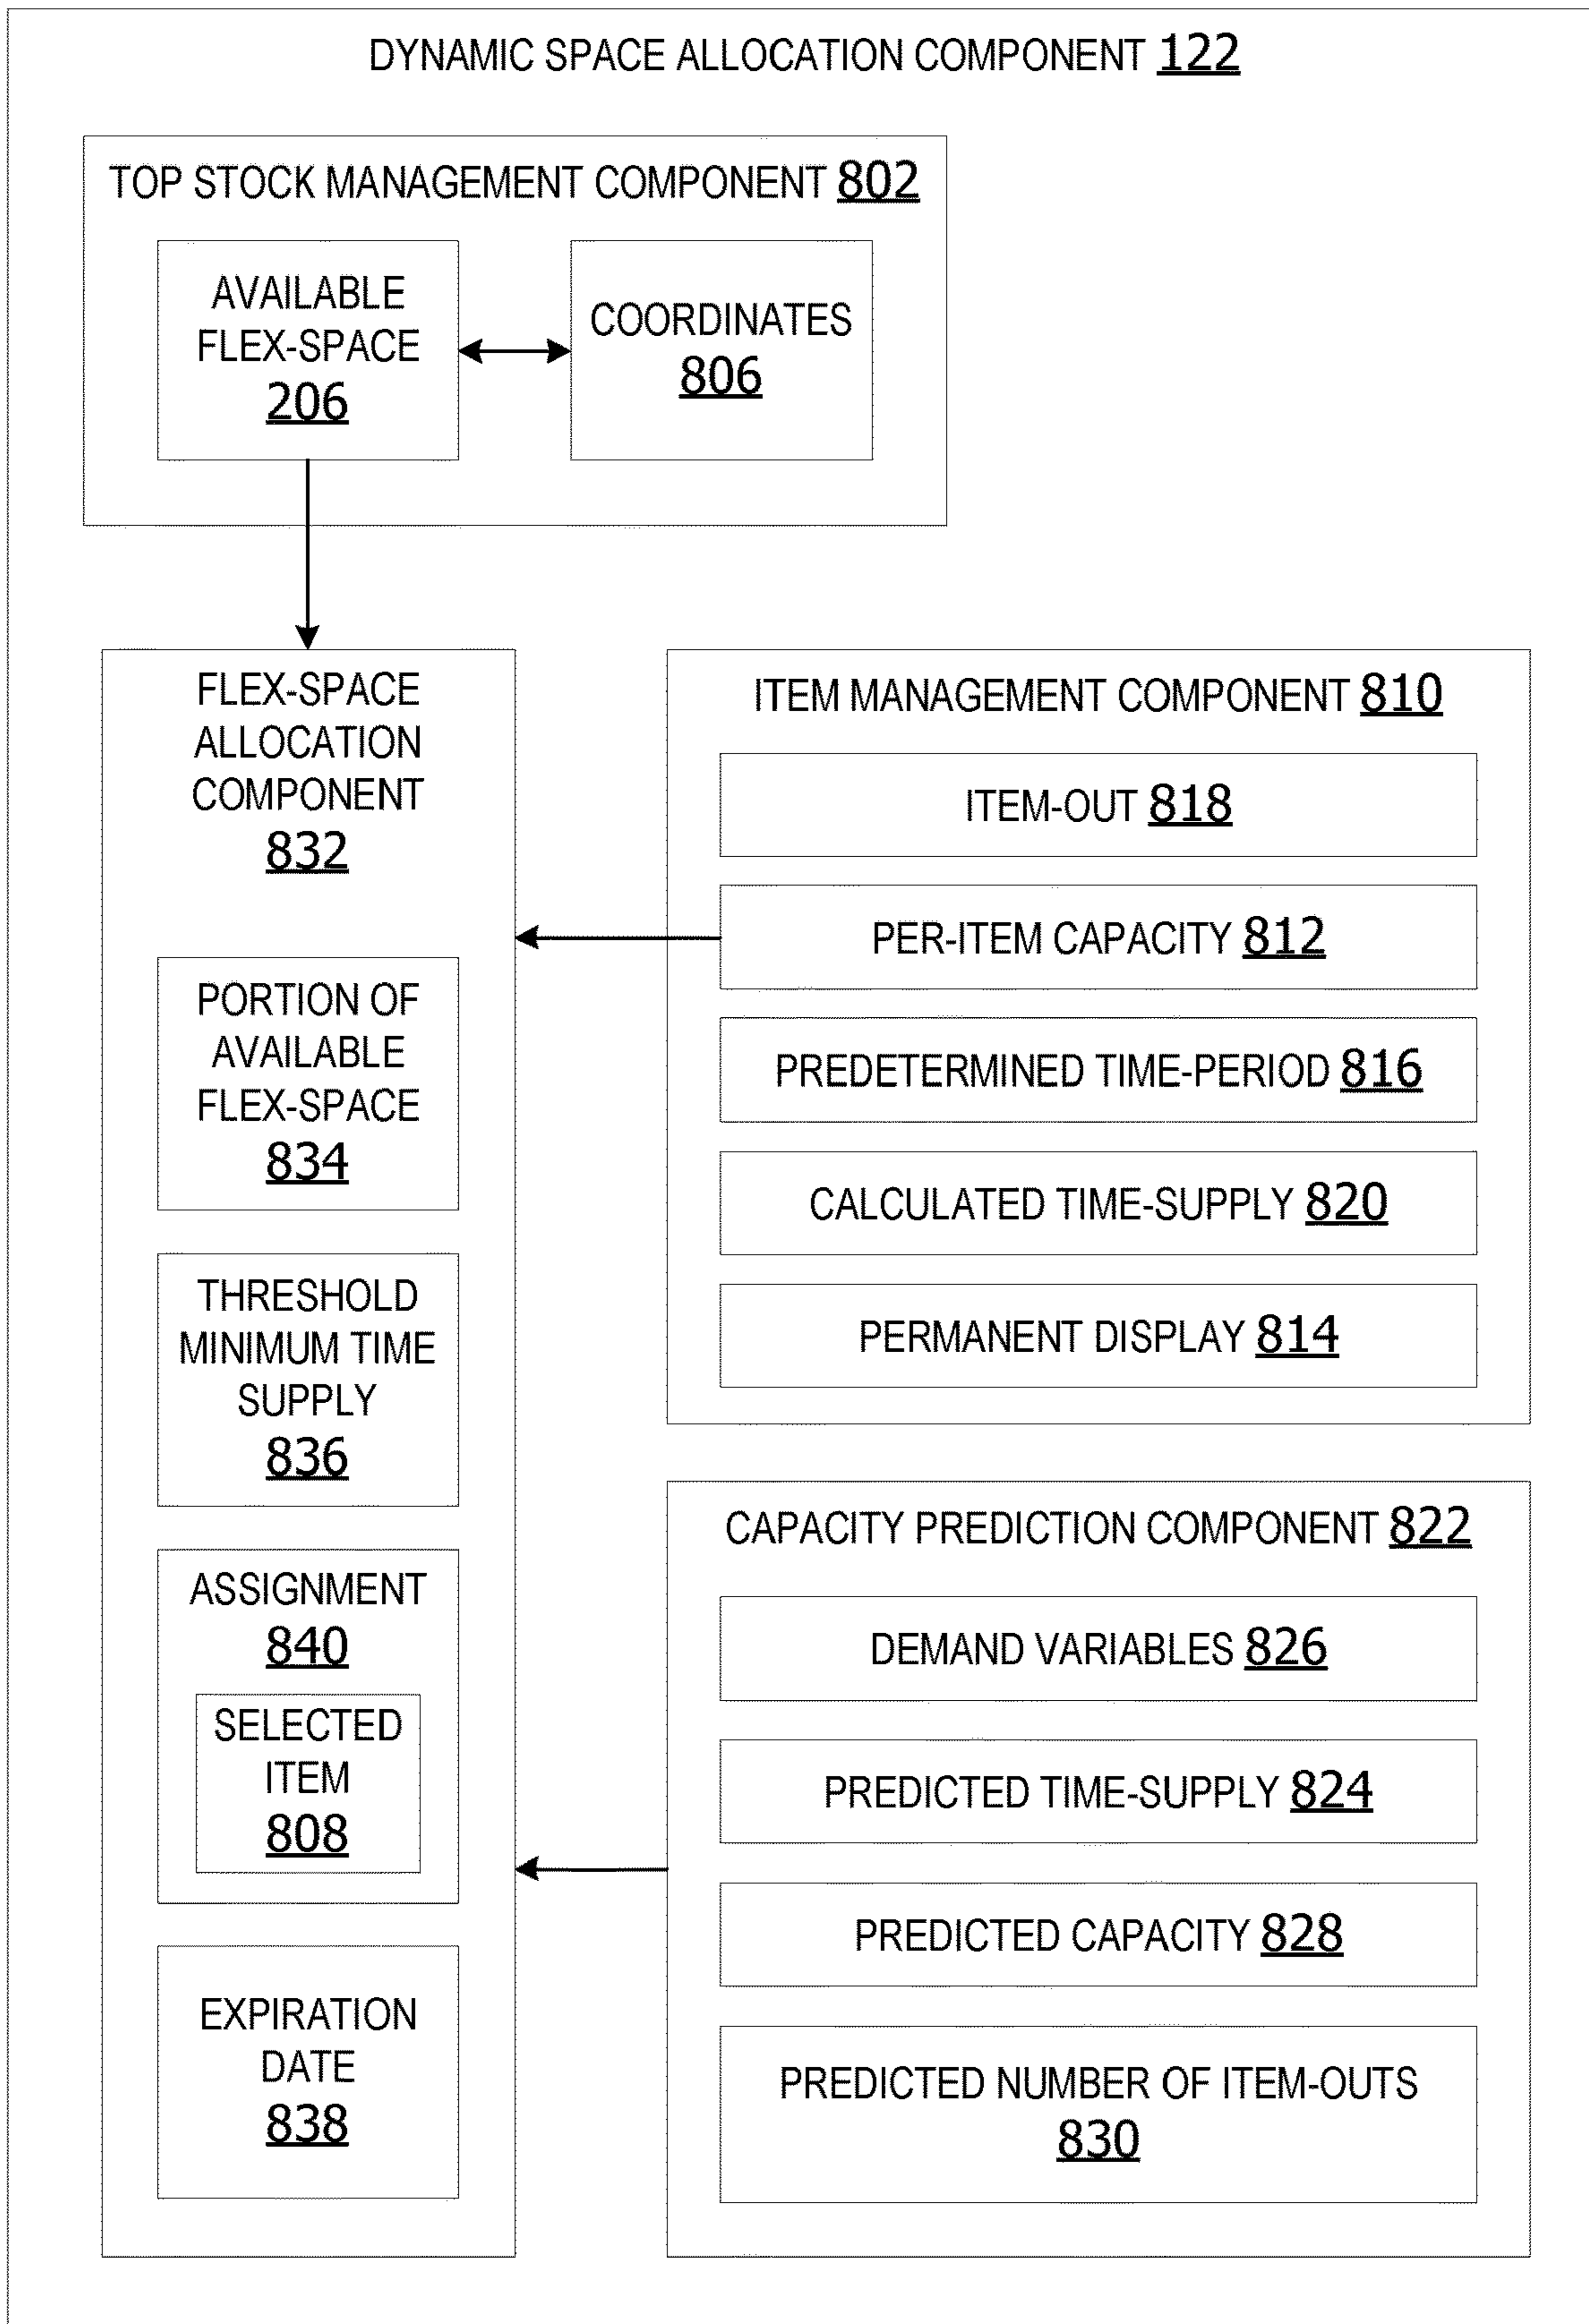 DYNAMIC SPACE ALLOCATION COMPONENT 122
TOP STOCK MANAGEMENT COMPONENT 802
AVAILABLE
FLEX-SPACE
206
COORDINATES
806
FLEX-SPACE
ALLOCATION
COMPONENT
832
PORTION OF
AVAILABLE
FLEX-SPACE
834
THRESHOLD
MINIMUM TIME
SUPPLY
836
ASSIGNMENT
840
SELECTED
ITEM
808
EXPIRATION
DATE
838
ITEM MANAGEMENT COMPONENT 810
ITEM-OUT 818
PER-ITEM CAPACITY 812
PREDETERMINED TIME-PERIOD 816
CALCULATED TIME-SUPPLY 820
PERMANENT DISPLAY 814
CAPACITY PREDICTION COMPONENT 822
DEMAND VARIABLES 826
PREDICTED TIME-SUPPLY 824
PREDICTED CAPACITY 828
PREDICTED NUMBER OF ITEM-OUTS
830